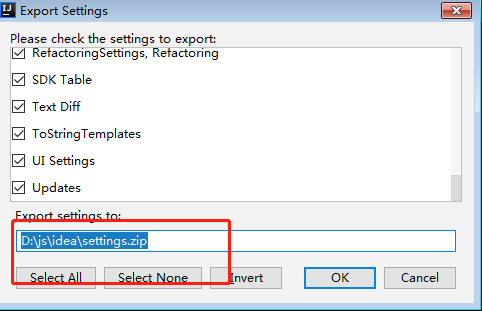 Export Settings
Please check the settings to export:
RefactoringSettings, Refactoring
SDK Table
Text Diff
ToStringTemplates
UI Settings
Updates
Export settings to:
D:\js\idea\settings.zip
Select All Select None Invert OK Cancel